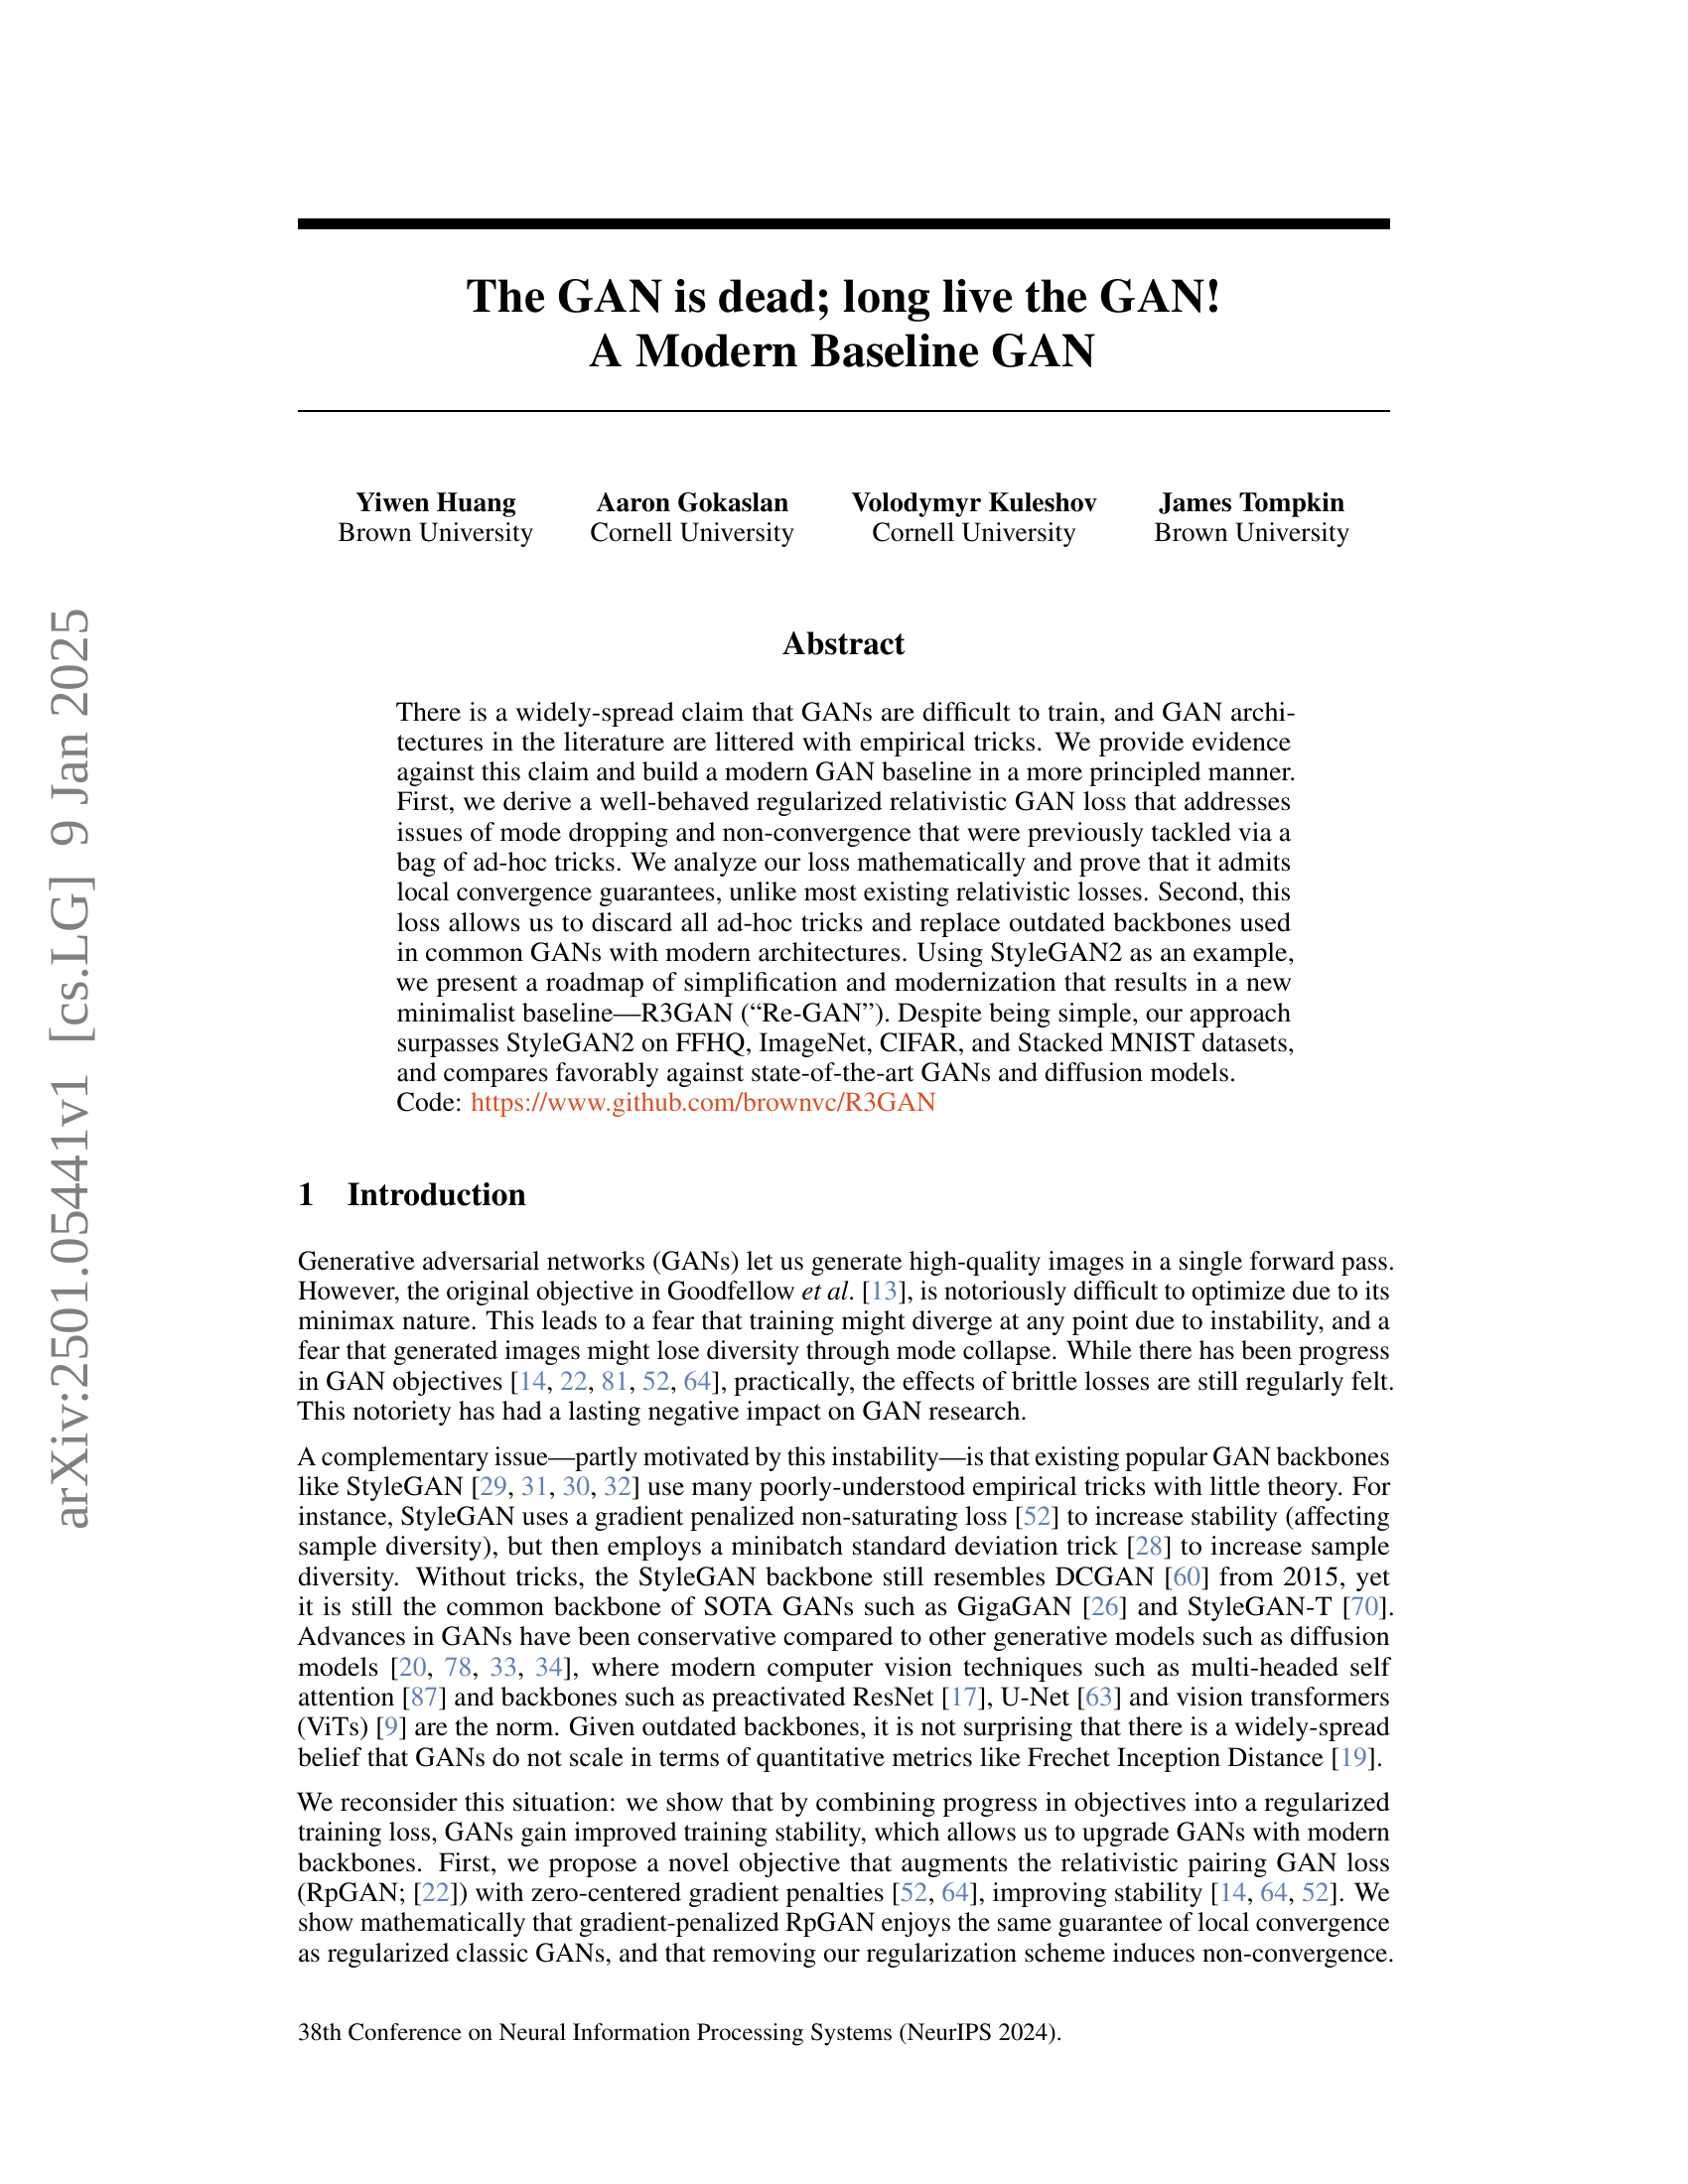 The GAN is dead; long live the GAN!
A Modern Baseline GAN
Yiwen Huang
Brown University
Aaron Gokaslan
Cornell University
Volodymyr Kuleshov
Cornell University
James Tompkin
Brown University
Abstract
There is a widely-spread claim that GANs are difficult to train, and GAN archi-
tectures in the literature are littered with empirical tricks. We provide evidence
against this claim and build a modern GAN baseline in a more principled manner.
First, we derive a well-behaved regularized relativistic GAN loss that addresses
issues of mode dropping and non-convergence that were previously tackled via a
bag of ad-hoc tricks. We analyze our loss mathematically and prove that it admits
local convergence guarantees, unlike most existing relativistic losses. Second, this
loss allows us to discard all ad-hoc tricks and replace outdated backbones used
in common GANs with modern architectures. Using StyleGAN2 as an example,
we present a roadmap of simplification and modernization that results in a new
minimalist baseline—R3GAN (“Re-GAN”). Despite being simple, our approach
surpasses StyleGAN2 on FFHQ, ImageNet, CIFAR, and Stacked MNIST datasets,
and compares favorably against state-of-the-art GANs and diffusion models.
Code: https://www.github.com/brownvc/R3GAN
1 Introduction
Generative adversarial networks (GANs) let us generate high-quality images in a single forward pass.
However, the original objective in Goodfellow et al. [13], is notoriously difficult to optimize due to its
minimax nature. This leads to a fear that training might diverge at any point due to instability, and a
fear that generated images might lose diversity through mode collapse. While there has been progress
in GAN objectives [14, 22, 81, 52, 64], practically, the effects of brittle losses are still regularly felt.
This notoriety has had a lasting negative impact on GAN research.
A complementary issue—partly motivated by this instability—is that existing popular GAN backbones
like StyleGAN [29, 31, 30, 32] use many poorly-understood empirical tricks with little theory. For
instance, StyleGAN uses a gradient penalized non-saturating loss [52] to increase stability (affecting
sample diversity), but then employs a minibatch standard deviation trick [28] to increase sample
diversity. Without tricks, the StyleGAN backbone still resembles DCGAN [60] from 2015, yet
it is still the common backbone of SOTA GANs such as GigaGAN [26] and StyleGAN-T [70].
Advances in GANs have been conservative compared to other generative models such as diffusion
models [20, 78, 33, 34], where modern computer vision techniques such as multi-headed self
attention [87] and backbones such as preactivated ResNet [17], U-Net [63] and vision transformers
(ViTs) [9] are the norm. Given outdated backbones, it is not surprising that there is a widely-spread
belief that GANs do not scale in terms of quantitative metrics like Frechet Inception Distance [19].
We reconsider this situation: we show that by combining progress in objectives into a regularized
training loss, GANs gain improved training stability, which allows us to upgrade GANs with modern
backbones. First, we propose a novel objective that augments the relativistic pairing GAN loss
(RpGAN; [22]) with zero-centered gradient penalties [52, 64], improving stability [14, 64, 52]. We
show mathematically that gradient-penalized RpGAN enjoys the same guarantee of local convergence
as regularized classic GANs, and that removing our regularization scheme induces non-convergence.
38th Conference on Neural Information Processing Systems (NeurIPS 2024).
arXiv:2501.05441v1 [cs.LG] 9 Jan 2025